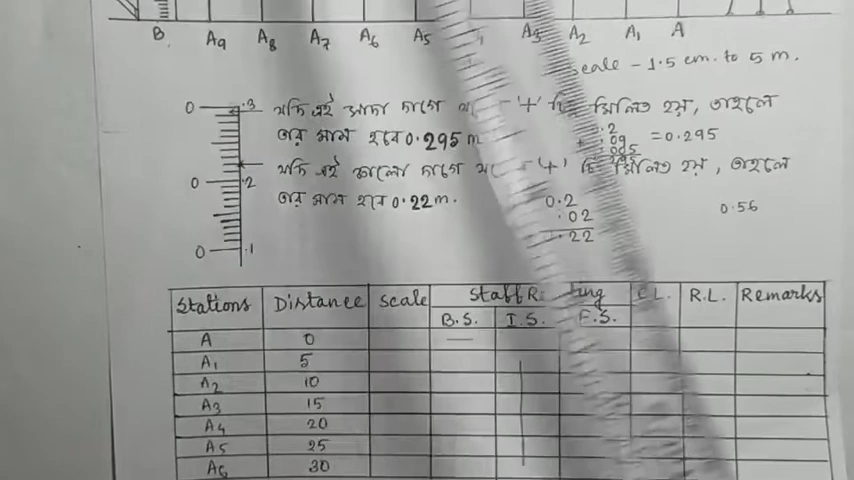 B A9 A8 A7 A6 A5 A3 A2 A1 A
Scale - 1.5 cm. to 5 m.
0 .3 যদি এই সাদা দাগে '+' মিলিত হয়, তাহলে
তার মান হবে 0.295 m
.2
.09
.005
= 0.295
0 .2 যদি এই কালো দাগে '+' মিলিত হয়, তাহলে
তার মান হবে 0.22 m.
0.2
.02
.22
0.56
0 .1
Stations Distance Scale Staff R.L. Remarks
B.S. I.S. F.S.
A 0 —
A1 5
A2 10
A3 15
A4 20
A5 25
A6 30